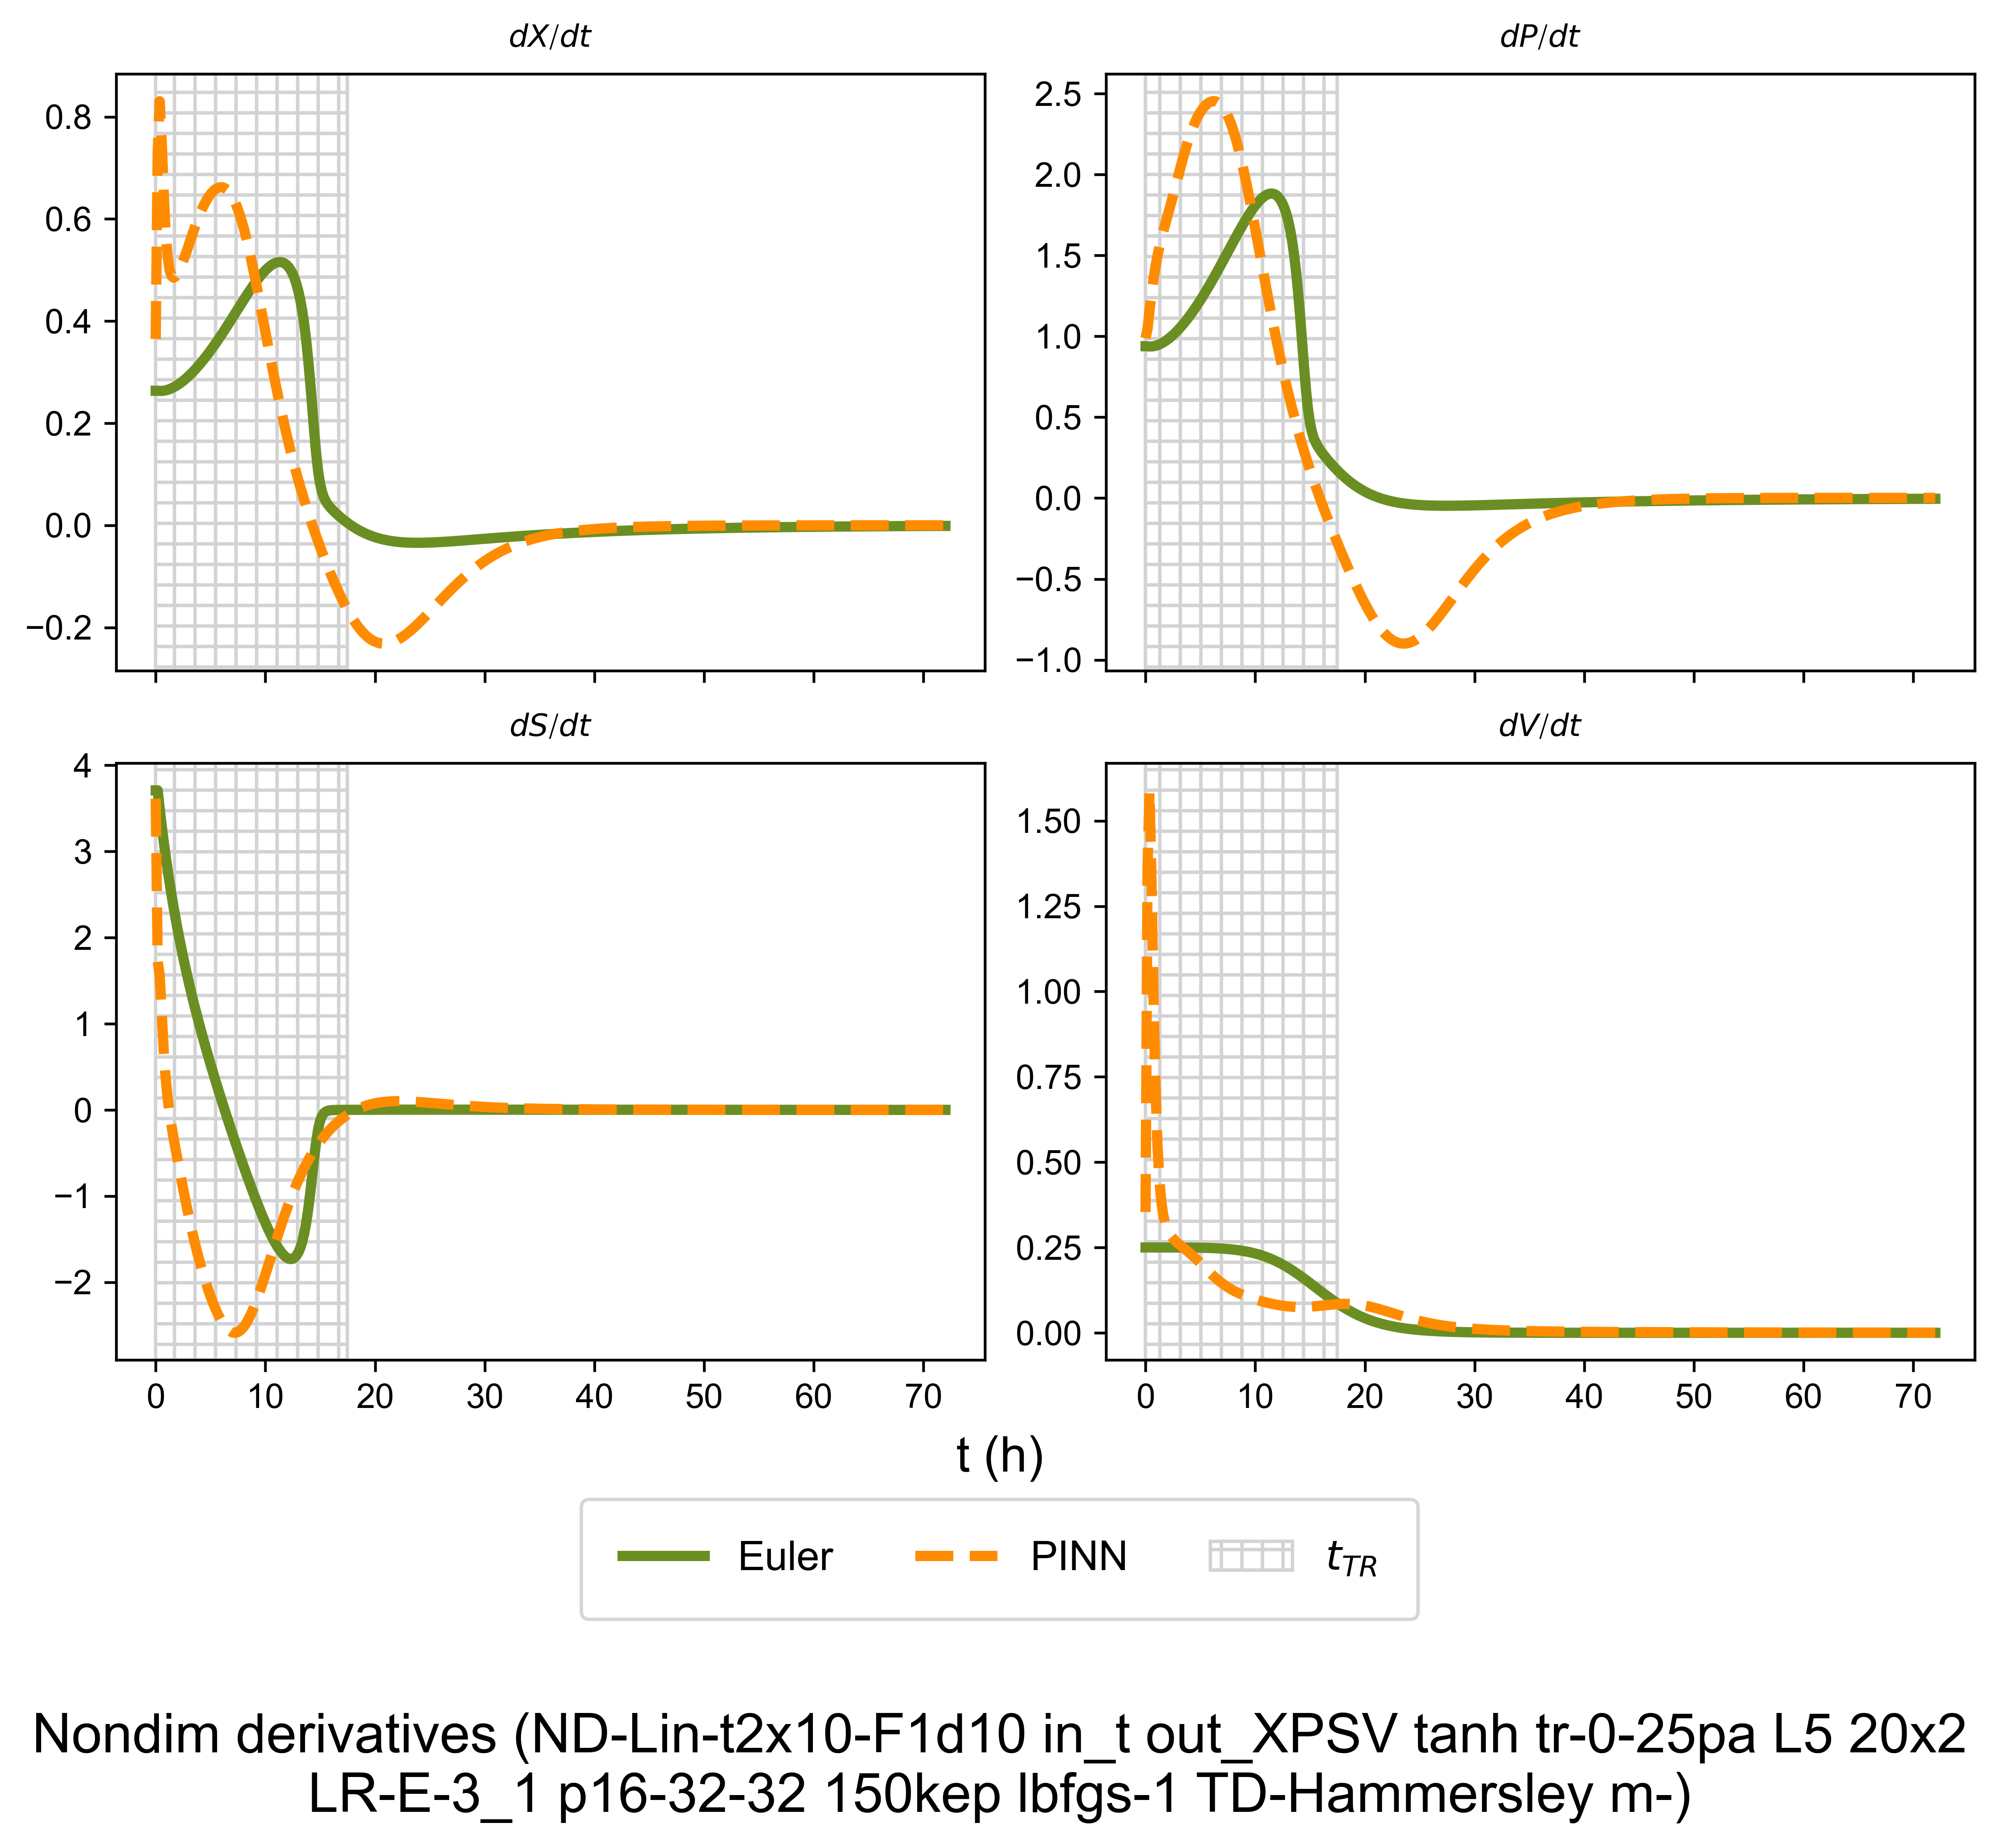 dX/dt
dP/dt
0.8
0.6
0.4
0.2
0.0
−0.2
2.5
2.0
1.5
1.0
0.5
0.0
−0.5
−1.0
dS/dt
dV/dt
4
3
2
1
0
−1
−2
1.50
1.25
1.00
0.75
0.50
0.25
0.00
0 10 20 30 40 50 60 70
0 10 20 30 40 50 60 70
t (h)
Euler PINN t_TR
Nondim derivatives (ND-Lin-t2x10-F1d10 in_t out_XPSV tanh tr-0-25pa L5 20x2
LR-E-3_1 p16-32-32 150kep lbfgs-1 TD-Hammersley m-)